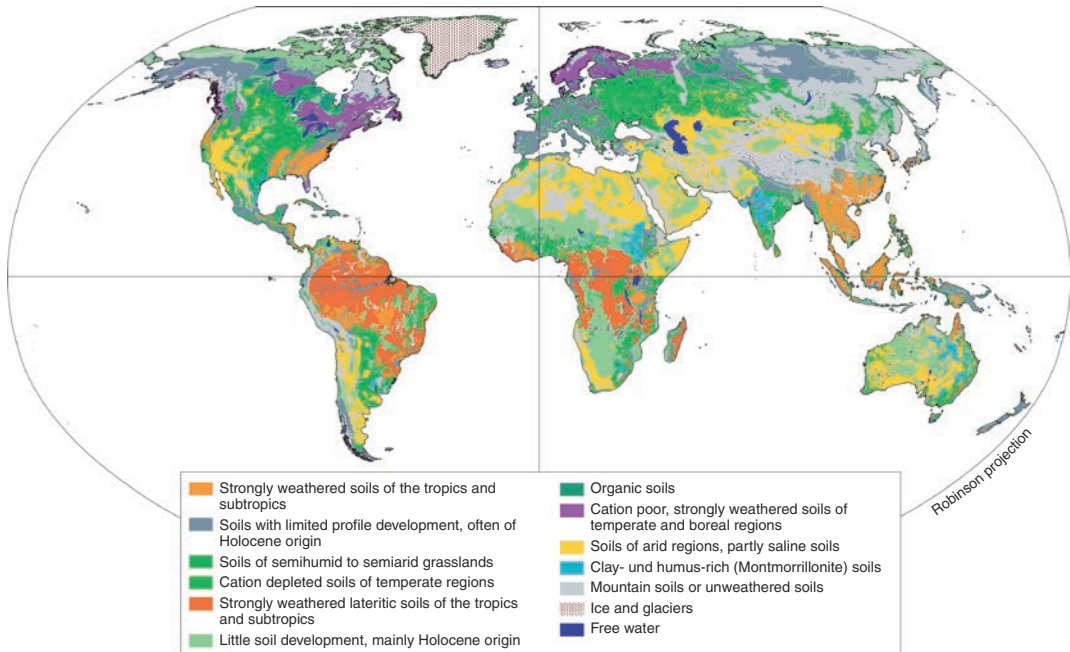 Robinson projection
Strongly weathered soils of the tropics and
subtropics
Soils with limited profile development, often of
Holocene origin
Soils of semihumid to semiarid grasslands
Cation depleted soils of temperate regions
Strongly weathered lateritic soils of the tropics
and subtropics
Little soil development, mainly Holocene origin
Organic soils
Cation poor, strongly weathered soils of
temperate and boreal regions
Soils of arid regions, partly saline soils
Clay- und humus-rich (Montmorrillonite) soils
Mountain soils or unweathered soils
Ice and glaciers
Free water